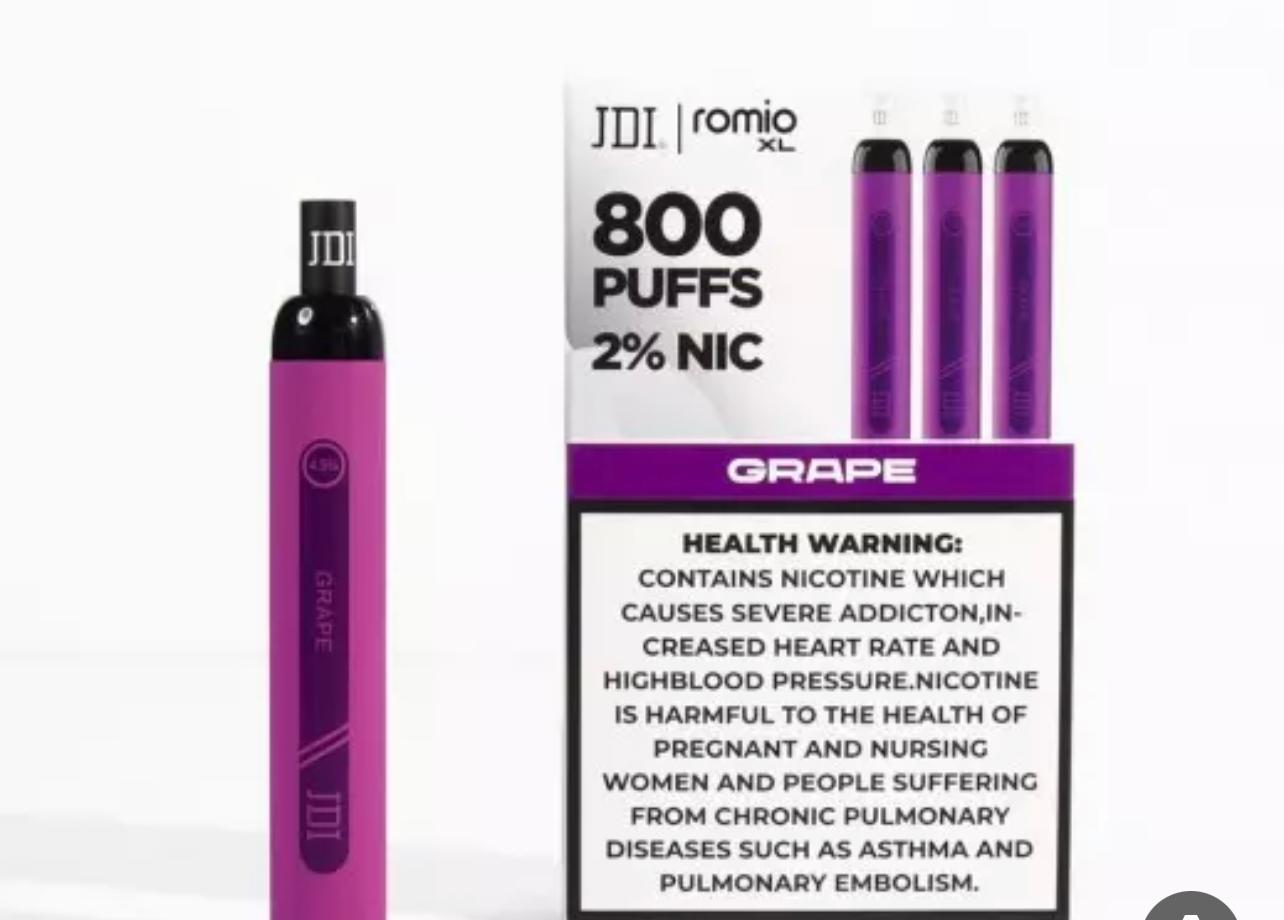 JDI
4.5%
GRAPE
JDI
JDI | romio
XL
800
PUFFS
2% NIC
GRAPE
HEALTH WARNING:
CONTAINS NICOTINE WHICH
CAUSES SEVERE ADDICTON,IN-
CREASED HEART RATE AND
HIGHBLOOD PRESSURE.NICOTINE
IS HARMFUL TO THE HEALTH OF
PREGNANT AND NURSING
WOMEN AND PEOPLE SUFFERING
FROM CHRONIC PULMONARY
DISEASES SUCH AS ASTHMA AND
PULMONARY EMBOLISM.